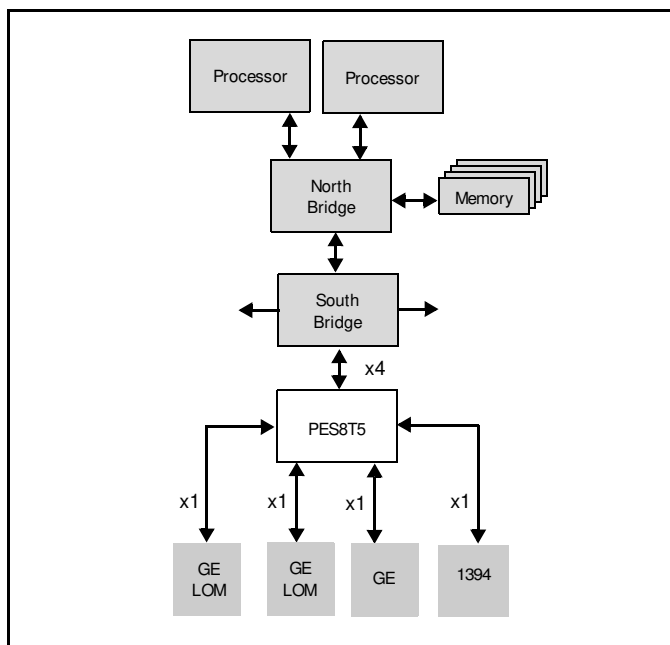 Processor
Processor
North
Bridge
Memory
South
Bridge
x4
PES8T5
x1
x1
x1
x1
GE
LOM
GE
LOM
GE
1394